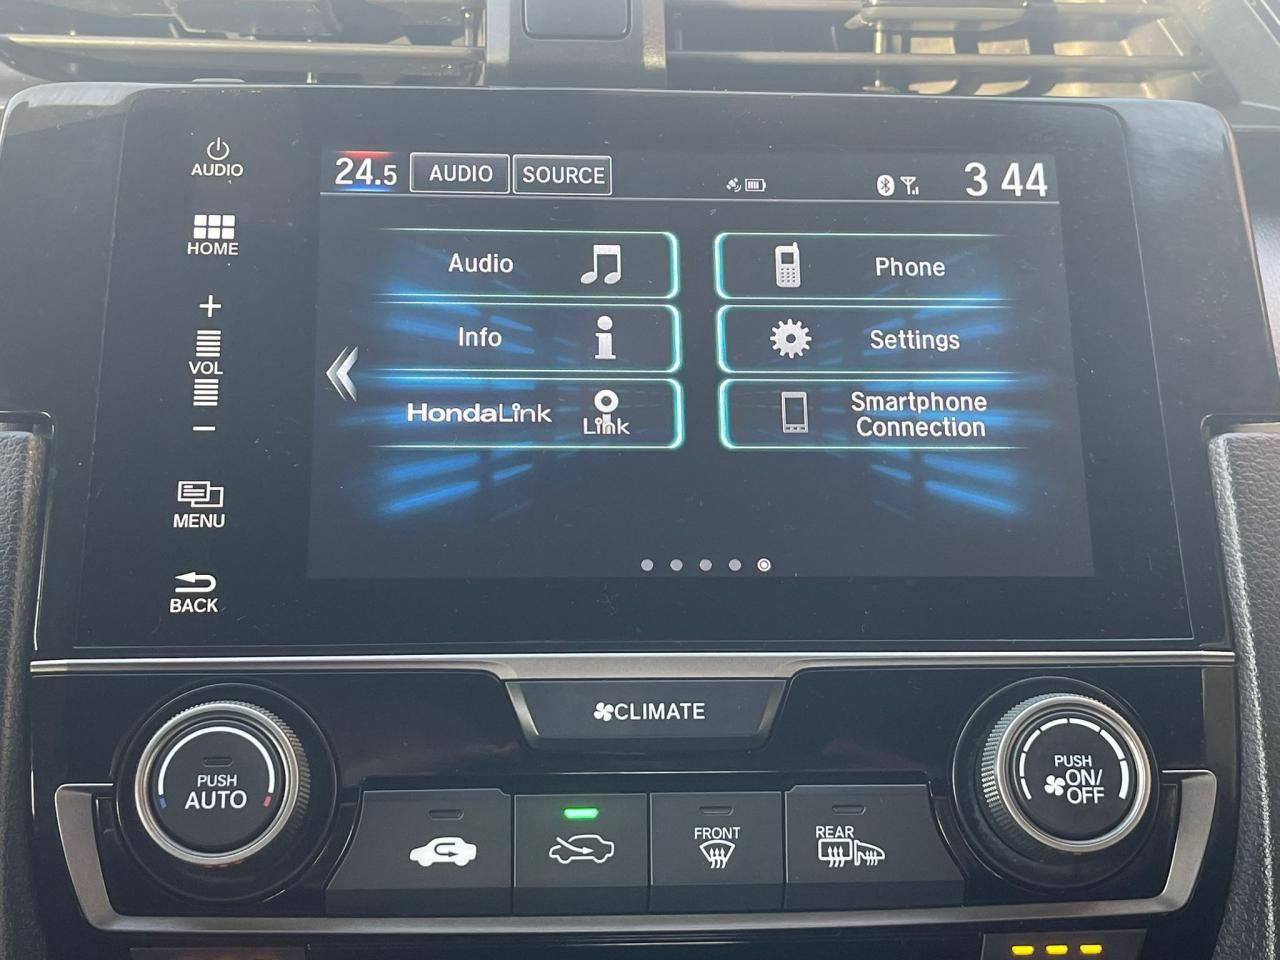 AUDIO
HOME
+
VOL
−
MENU
BACK
24.5 AUDIO SOURCE 3 44
Audio
Phone
Info
Settings
HondaLink
Link
Smartphone
Connection
CLIMATE
PUSH
AUTO
PUSH
ON/
OFF
FRONT
REAR